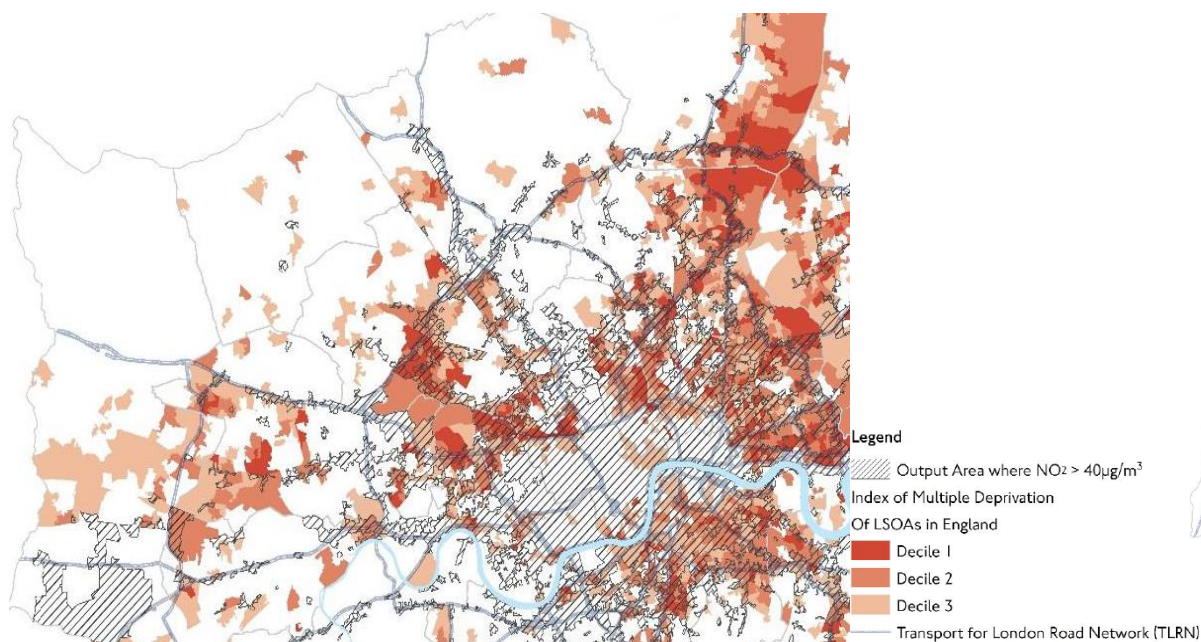 Legend
Output Area where NO₂ > 40µg/m³
Index of Multiple Deprivation
Of LSOAs in England
Decile 1
Decile 2
Decile 3
Transport for London Road Network (TLRN)